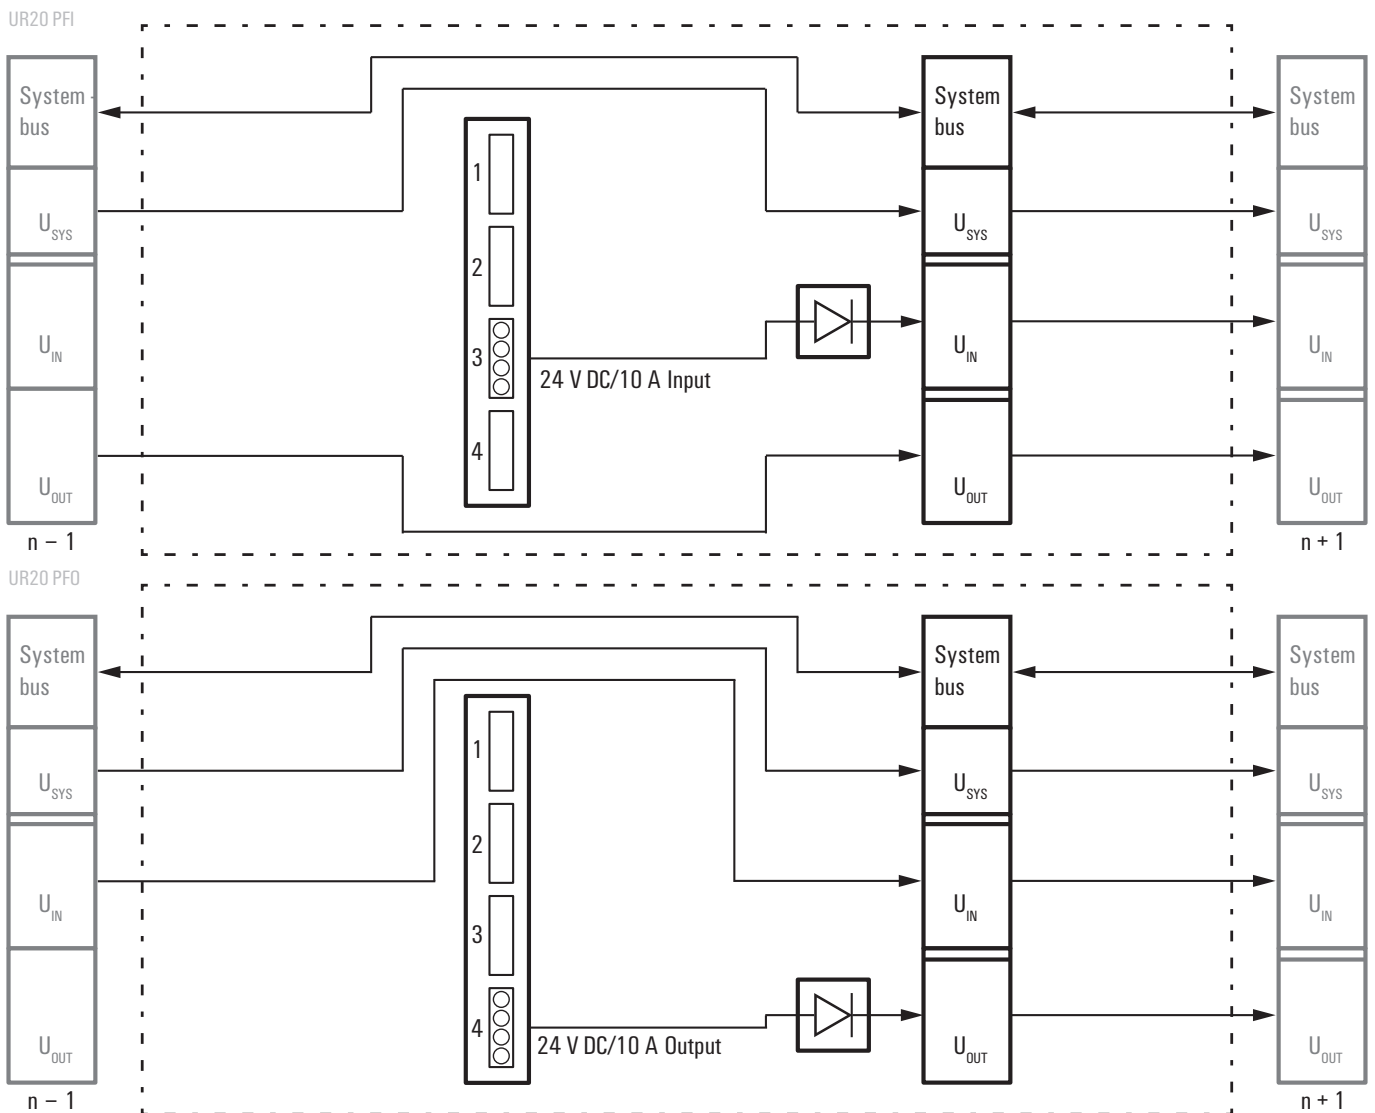 UR20 PFI
System
bus
System
bus
System
bus
1
U SYS
U SYS
U SYS
2
U IN
3
24 V DC/10 A Input
U IN
U IN
4
U OUT
U OUT
U OUT
n – 1
n + 1
UR20 PFO
System
bus
System
bus
System
bus
1
U SYS
U SYS
U SYS
2
U IN
3
U IN
U IN
4
24 V DC/10 A Output
U OUT
U OUT
U OUT
n – 1
n + 1